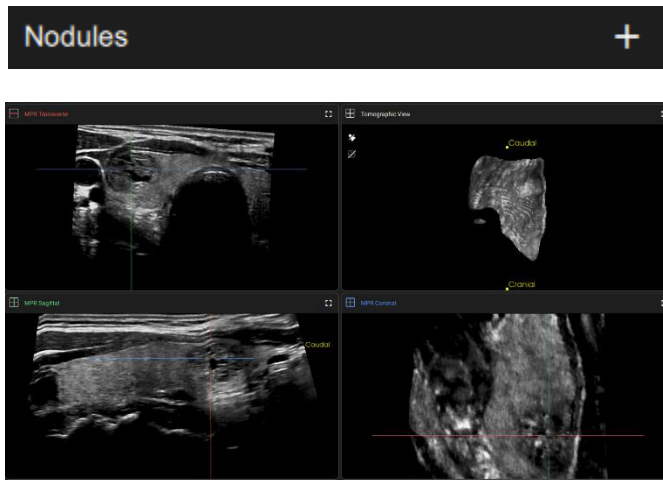 Nodules +
MPR Transverse
Tomographic View
Caudal
Cranial
MPR Sagittal
MPR Coronal
Caudal